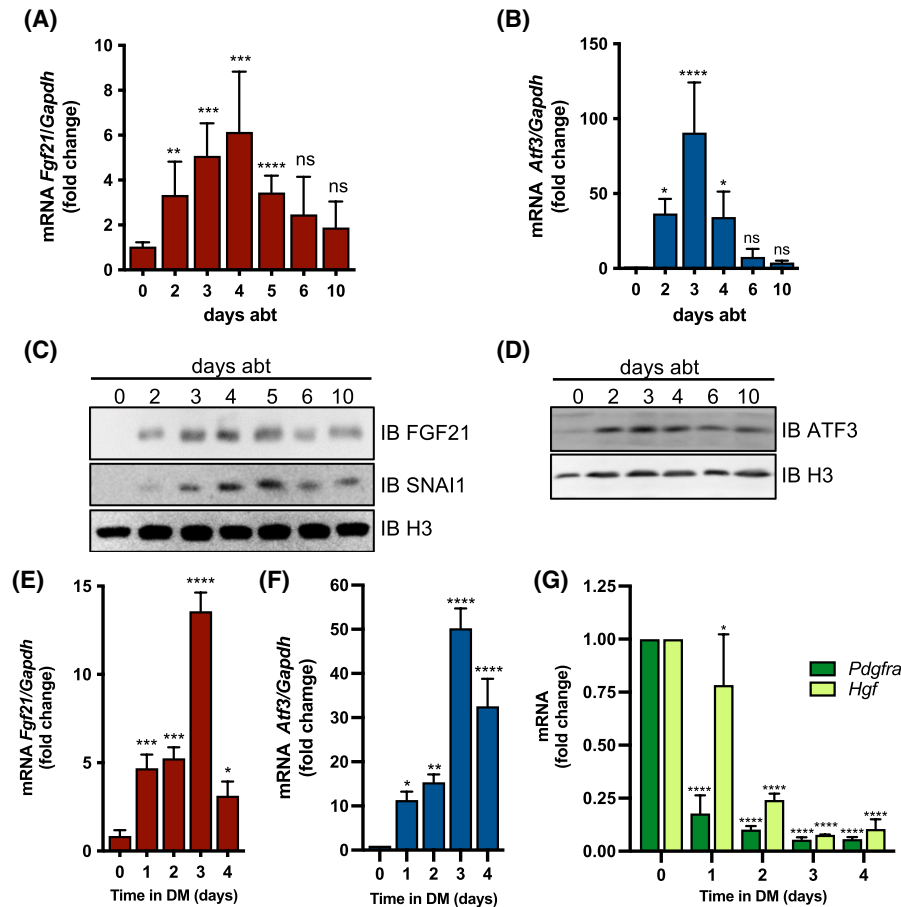 (A)
mRNA Fgf21/Gapdh
(fold change)
10
8
6
4
2
0
** *** *** **** ns ns
0 2 3 4 5 6 10
days abt
(B)
mRNA Atf3/Gapdh
(fold change)
150
100
50
0
* **** * ns ns
0 2 3 4 6 10
days abt
(C)
days abt
0 2 3 4 5 6 10
IB FGF21
IB SNAI1
IB H3
(D)
days abt
0 2 3 4 6 10
IB ATF3
IB H3
(E)
mRNA Fgf21/Gapdh
(fold change)
15
10
5
0
*** *** **** *
0 1 2 3 4
Time in DM (days)
(F)
mRNA Atf3/Gapdh
(fold chamge)
60
50
40
30
20
10
0
* ** **** ****
0 1 2 3 4
Time in DM (days)
(G)
mRNA
(fold change)
1.25
1.00
0.75
0.50
0.25
0.00
**** * **** **** **** **** **** ****
0 1 2 3 4
Time in DM (days)
Pdgfra
Hgf